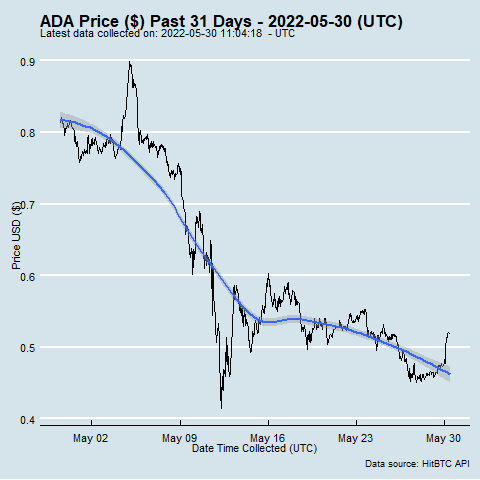 ADA Price ($) Past 31 Days - 2022-05-30 (UTC)
Latest data collected on: 2022-05-30 11:04:18 - UTC
0.9
0.8
0.7
0.6
0.5
0.4
Price USD ($)
May 02
May 09
May 16
May 23
May 30
Date Time Collected (UTC)
Data source: HitBTC API